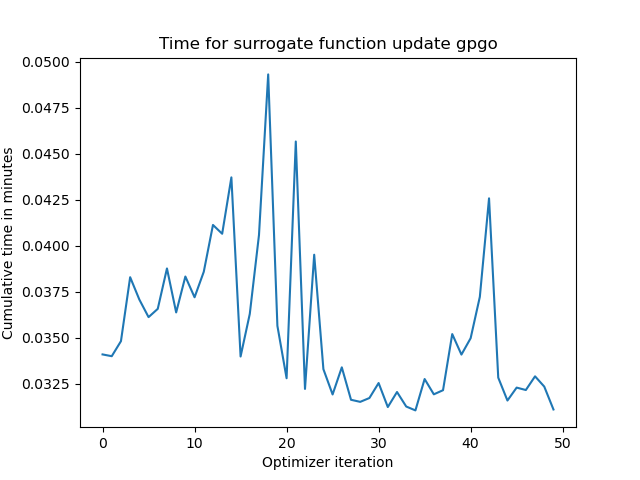 Time for surrogate function update gpgo
0.0500
0.0475
0.0450
0.0425
0.0400
0.0375
0.0350
0.0325
Cumulative time in minutes
0 10 20 30 40 50
Optimizer iteration